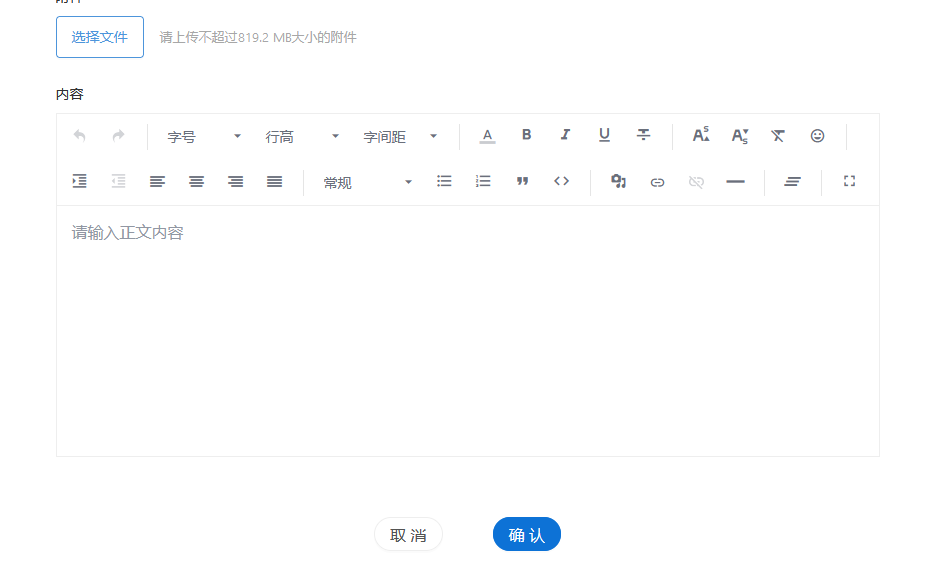 选择文件 请上传不超过819.2 MB大小的附件
内容
字号 行高 字间距 A B I U T A A T
常规
请输入正文内容
取 消 确 认